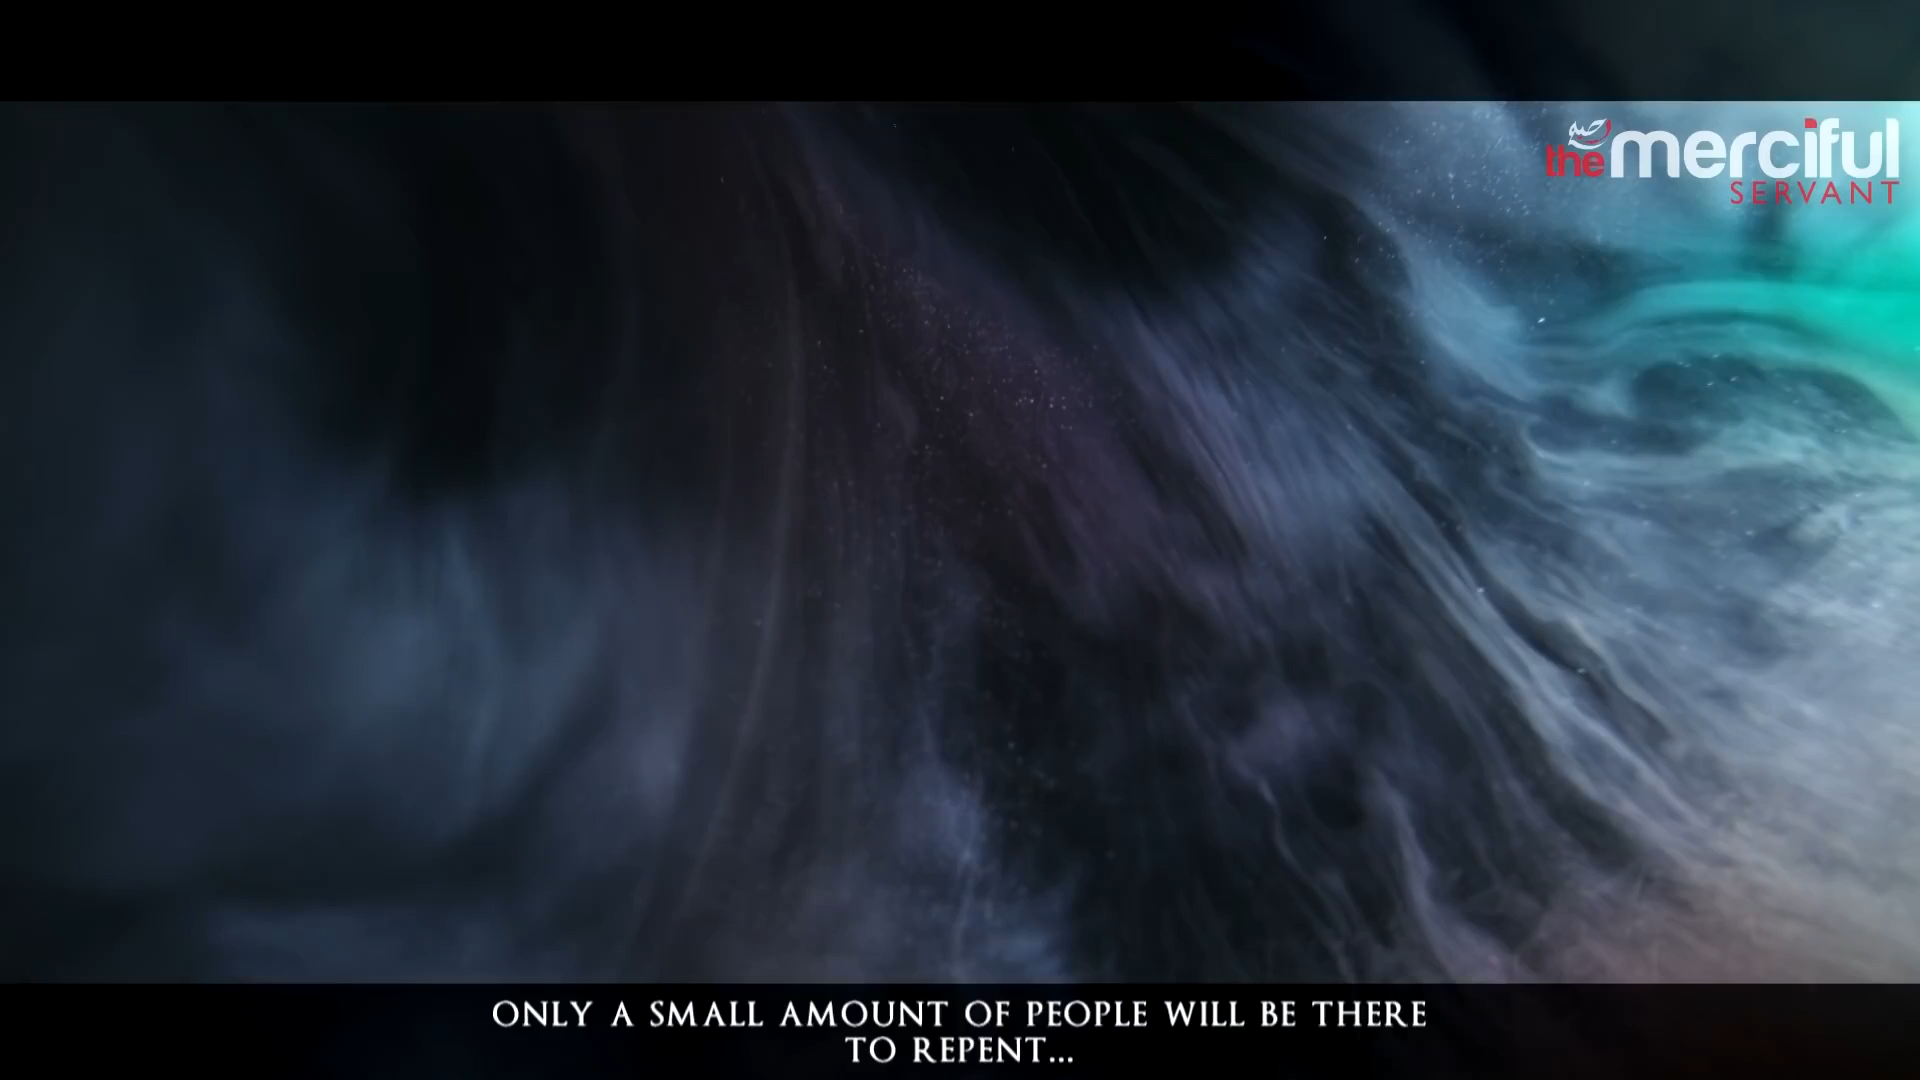 the merciful
SERVANT
ONLY A SMALL AMOUNT OF PEOPLE WILL BE THERE
TO REPENT...